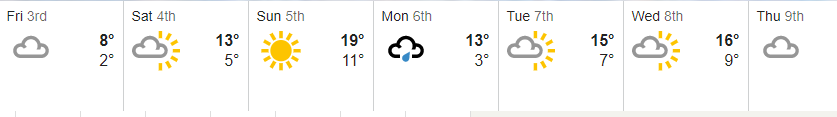 Fri 3rd
8°
2°
Sat 4th
13°
5°
Sun 5th
19°
11°
Mon 6th
13°
3°
Tue 7th
15°
7°
Wed 8th
16°
9°
Thu 9th